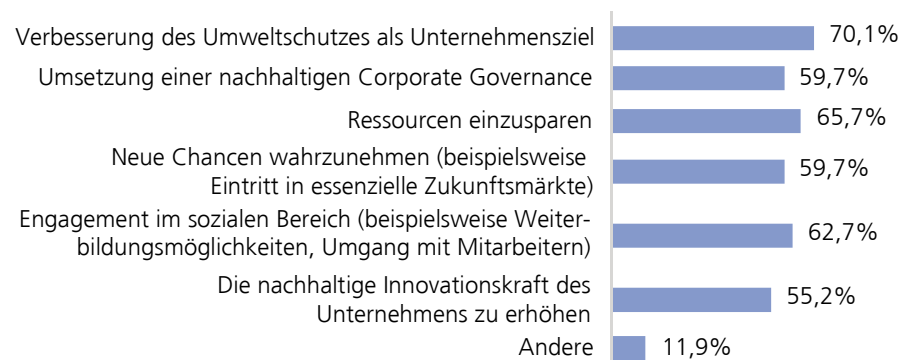 Verbesserung des Umweltschutzes als Unternehmensziel 70,1%
Umsetzung einer nachhaltigen Corporate Governance 59,7%
Ressourcen einzusparen 65,7%
Neue Chancen wahrzunehmen (beispielsweise
Eintritt in essenzielle Zukunftsmärkte) 59,7%
Engagement im sozialen Bereich (beispielsweise Weiter-
bildungsmöglichkeiten, Umgang mit Mitarbeitern) 62,7%
Die nachhaltige Innovationskraft des
Unternehmens zu erhöhen 55,2%
Andere 11,9%